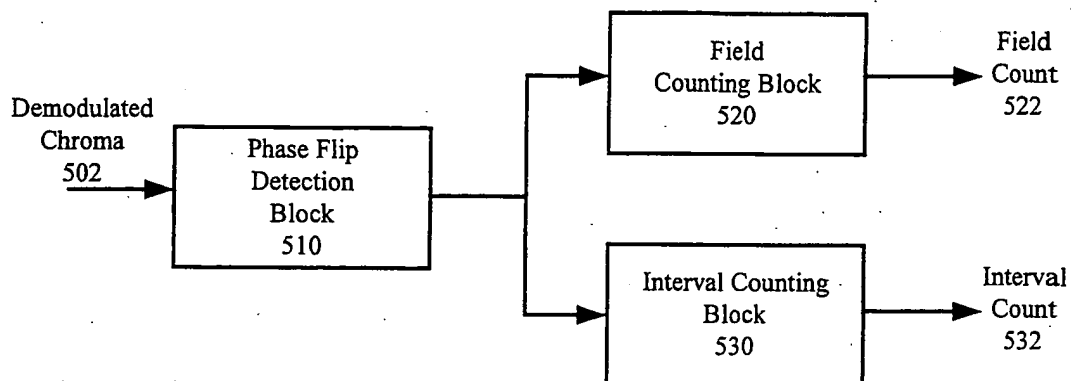 Demodulated
Chroma
502
Phase Flip
Detection
Block
510
Field
Counting Block
520
Field
Count
522
Interval Counting
Block
530
Interval
Count
532